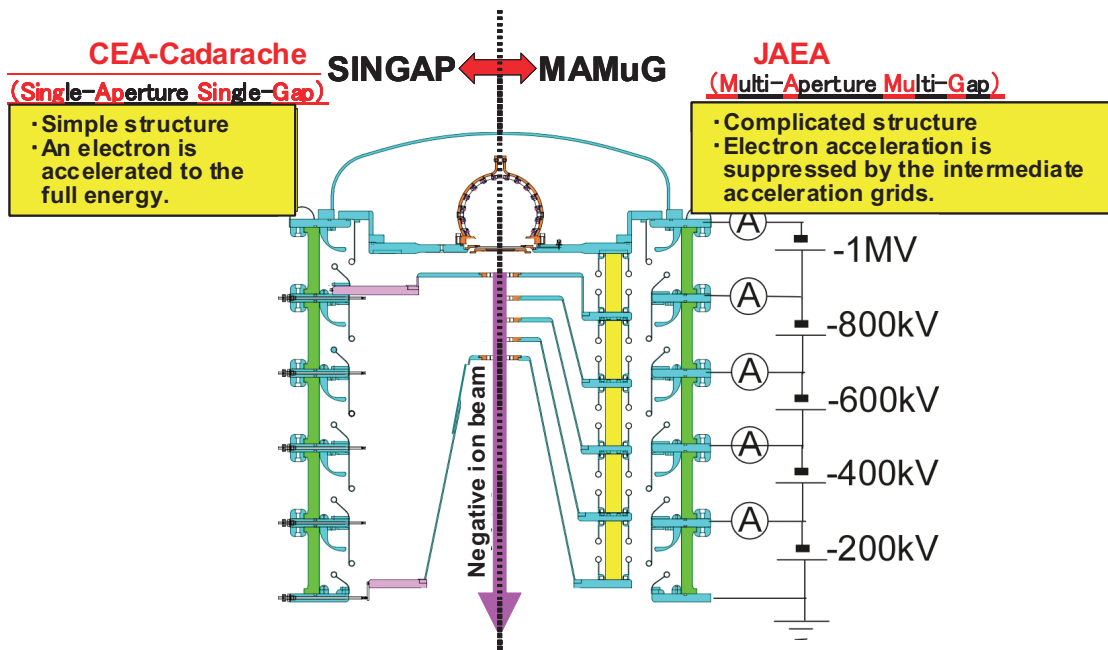 CEA-Cadarache
(Single-Aperture Single-Gap)
・Simple structure
・An electron is
accelerated to the
full energy.
SINGAP
MAMuG
JAEA
(Multi-Aperture Multi-Gap)
・Complicated structure
・Electron acceleration is
suppressed by the intermediate
acceleration grids.
A
-1MV
A
-800kV
A
-600kV
A
-400kV
A
-200kV
Negative ion beam